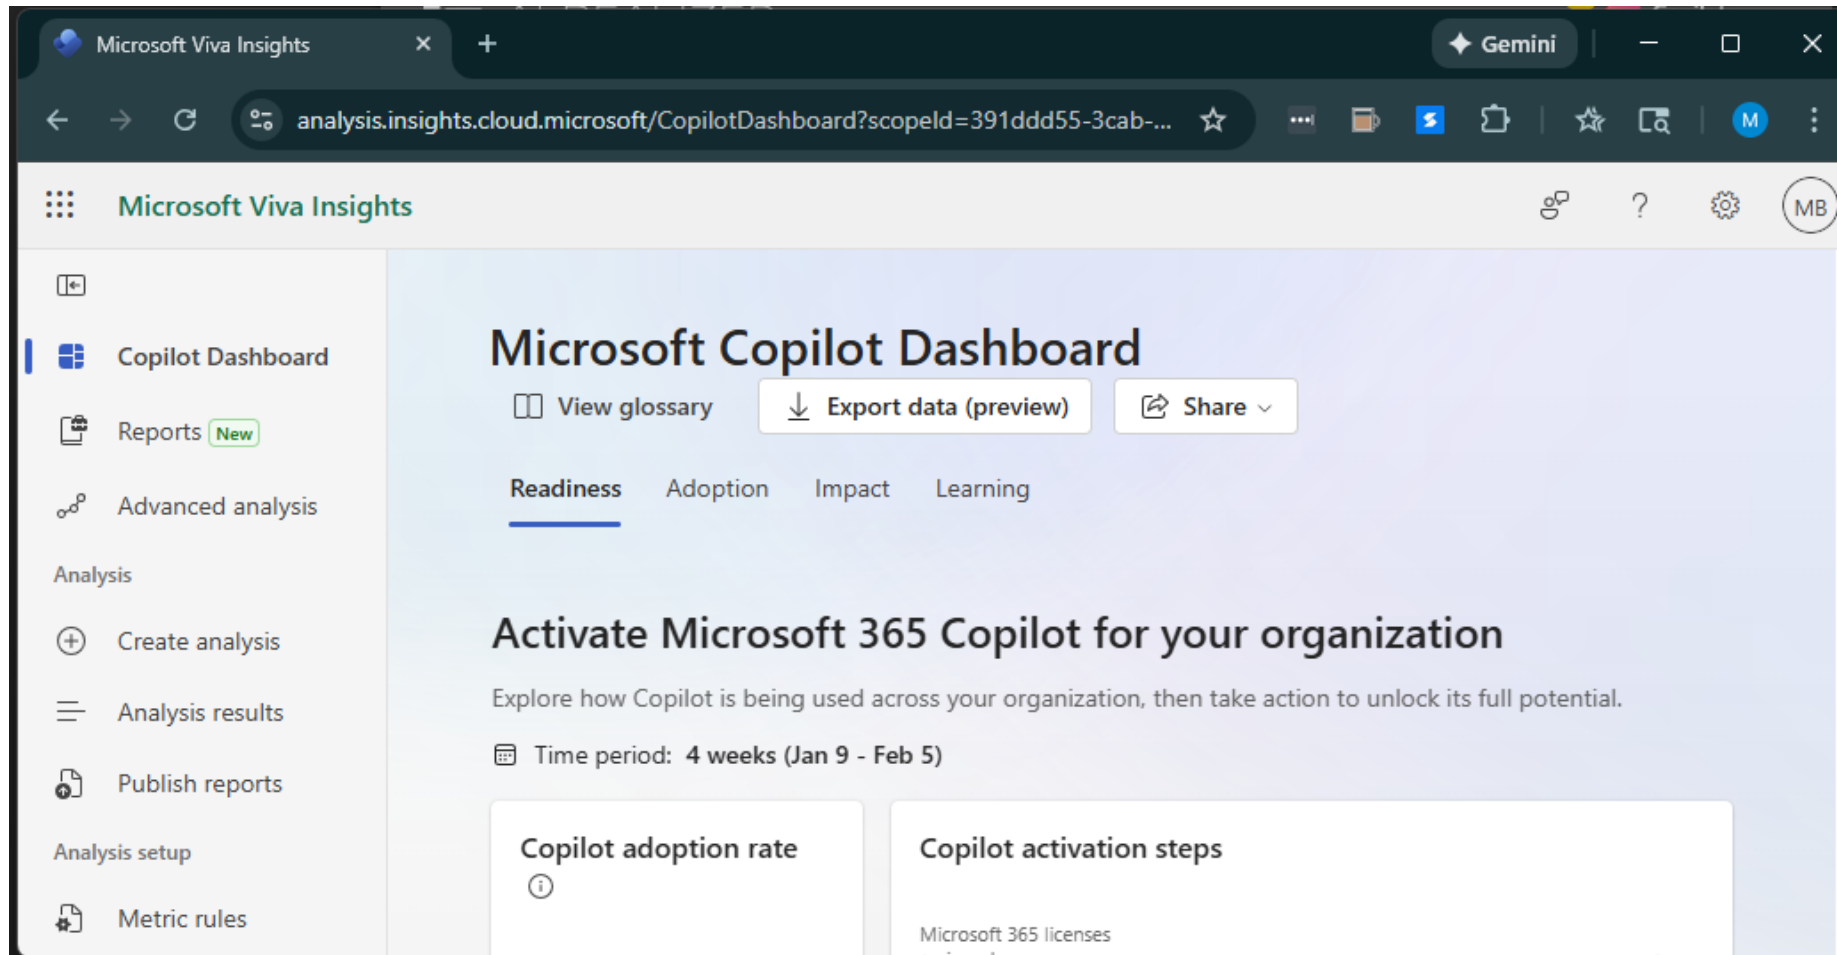 Microsoft Viva Insights
Gemini
analysis.insights.cloud.microsoft/CopilotDashboard?scopeId=391ddd55-3cab-...
M
Microsoft Viva Insights
MB
Copilot Dashboard
Reports New
Advanced analysis
Analysis
Create analysis
Analysis results
Publish reports
Analysis setup
Metric rules
Microsoft Copilot Dashboard
View glossary
Export data (preview)
Share
Readiness Adoption Impact Learning
Activate Microsoft 365 Copilot for your organization
Explore how Copilot is being used across your organization, then take action to unlock its full potential.
Time period: 4 weeks (Jan 9 - Feb 5)
Copilot adoption rate
Copilot activation steps
Microsoft 365 licenses